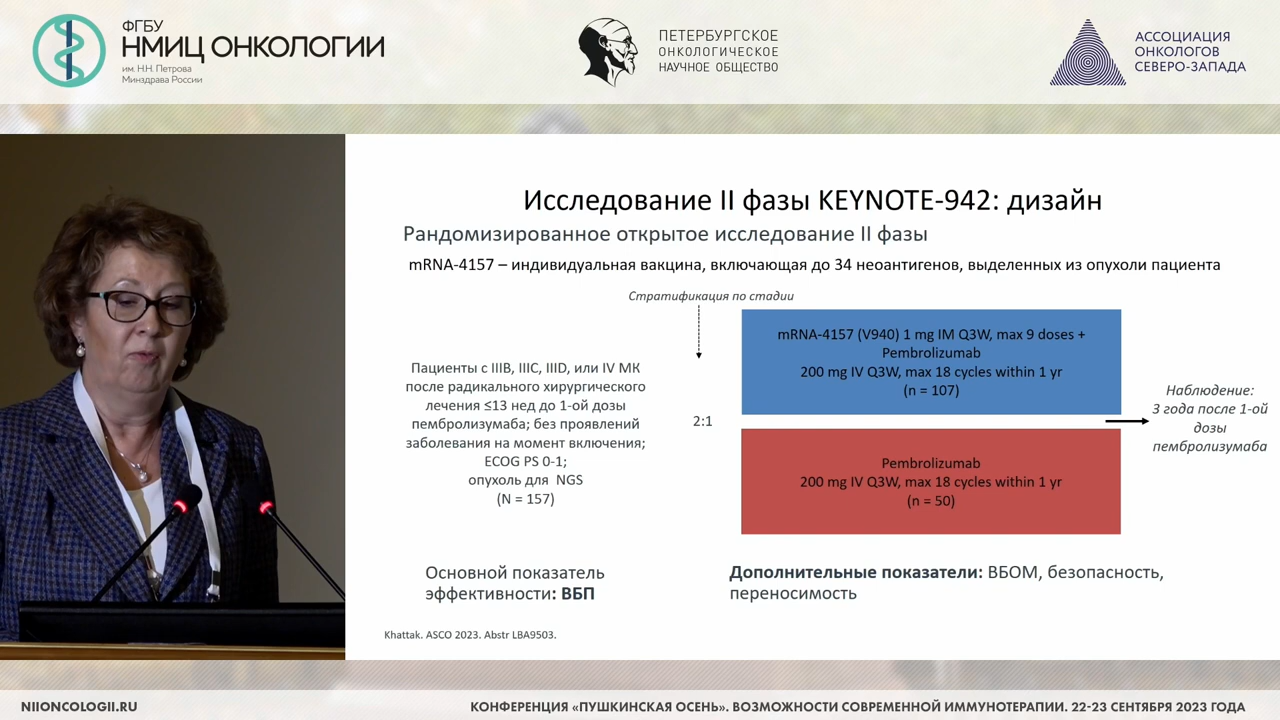 ФГБУ
НМИЦ ОНКОЛОГИИ
им. Н.Н. Петрова
Минздрава России
ПЕТЕРБУРГСКОЕ
ОНКОЛОГИЧЕСКОЕ
НАУЧНОЕ ОБЩЕСТВО
АССОЦИАЦИЯ
ОНКОЛОГОВ
СЕВЕРО-ЗАПАДА
Исследование II фазы KEYNOTE-942: дизайн
Рандомизированное открытое исследование II фазы
mRNA-4157 – индивидуальная вакцина, включающая до 34 неоантигенов, выделенных из опухоли пациента
Стратификация по стадии
Пациенты с IIIB, IIIC, IIID, или IV МК
после радикального хирургического
лечения ≤13 нед до 1-ой дозы
пембролизумаба; без проявлений
заболевания на момент включения;
ECOG PS 0-1;
опухоль для NGS
(N = 157)
2:1
mRNA-4157 (V940) 1 mg IM Q3W, max 9 doses +
Pembrolizumab
200 mg IV Q3W, max 18 cycles within 1 yr
(n = 107)
Pembrolizumab
200 mg IV Q3W, max 18 cycles within 1 yr
(n = 50)
Наблюдение:
3 года после 1-ой
дозы
пембролизумаба
Основной показатель
эффективности: ВБП
Дополнительные показатели: ВБОМ, безопасность,
переносимость
Khattak. ASCO 2023. Abstr LBA9503.
NIIONCOLOGII.RU
КОНФЕРЕНЦИЯ «ПУШКИНСКАЯ ОСЕНЬ». ВОЗМОЖНОСТИ СОВРЕМЕННОЙ ИММУНОТЕРАПИИ. 22-23 СЕНТЯБРЯ 2023 ГОДА